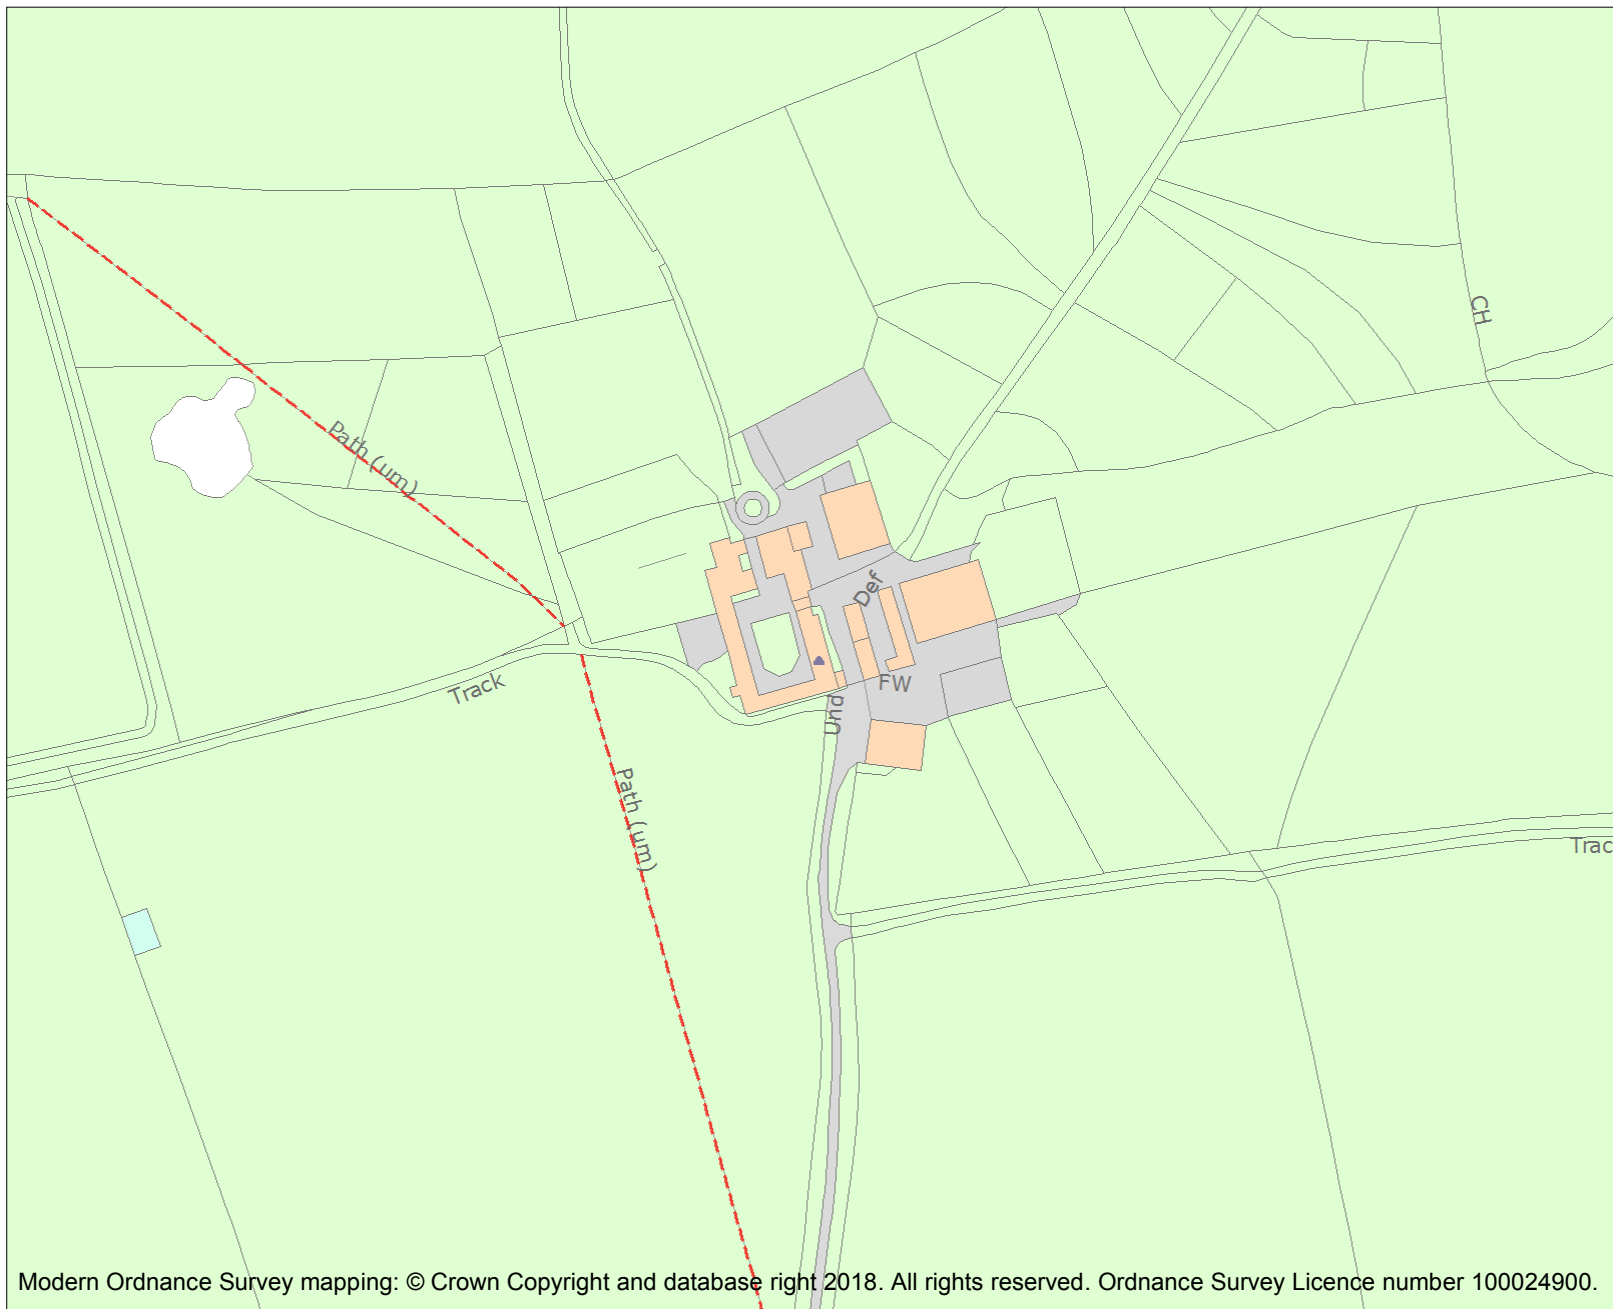 CH
Path (um)
Def
Track
FW
Und
Path (um)
Trac
Modern Ordnance Survey mapping: © Crown Copyright and database right 2018. All rights reserved. Ordnance Survey Licence number 100024900.